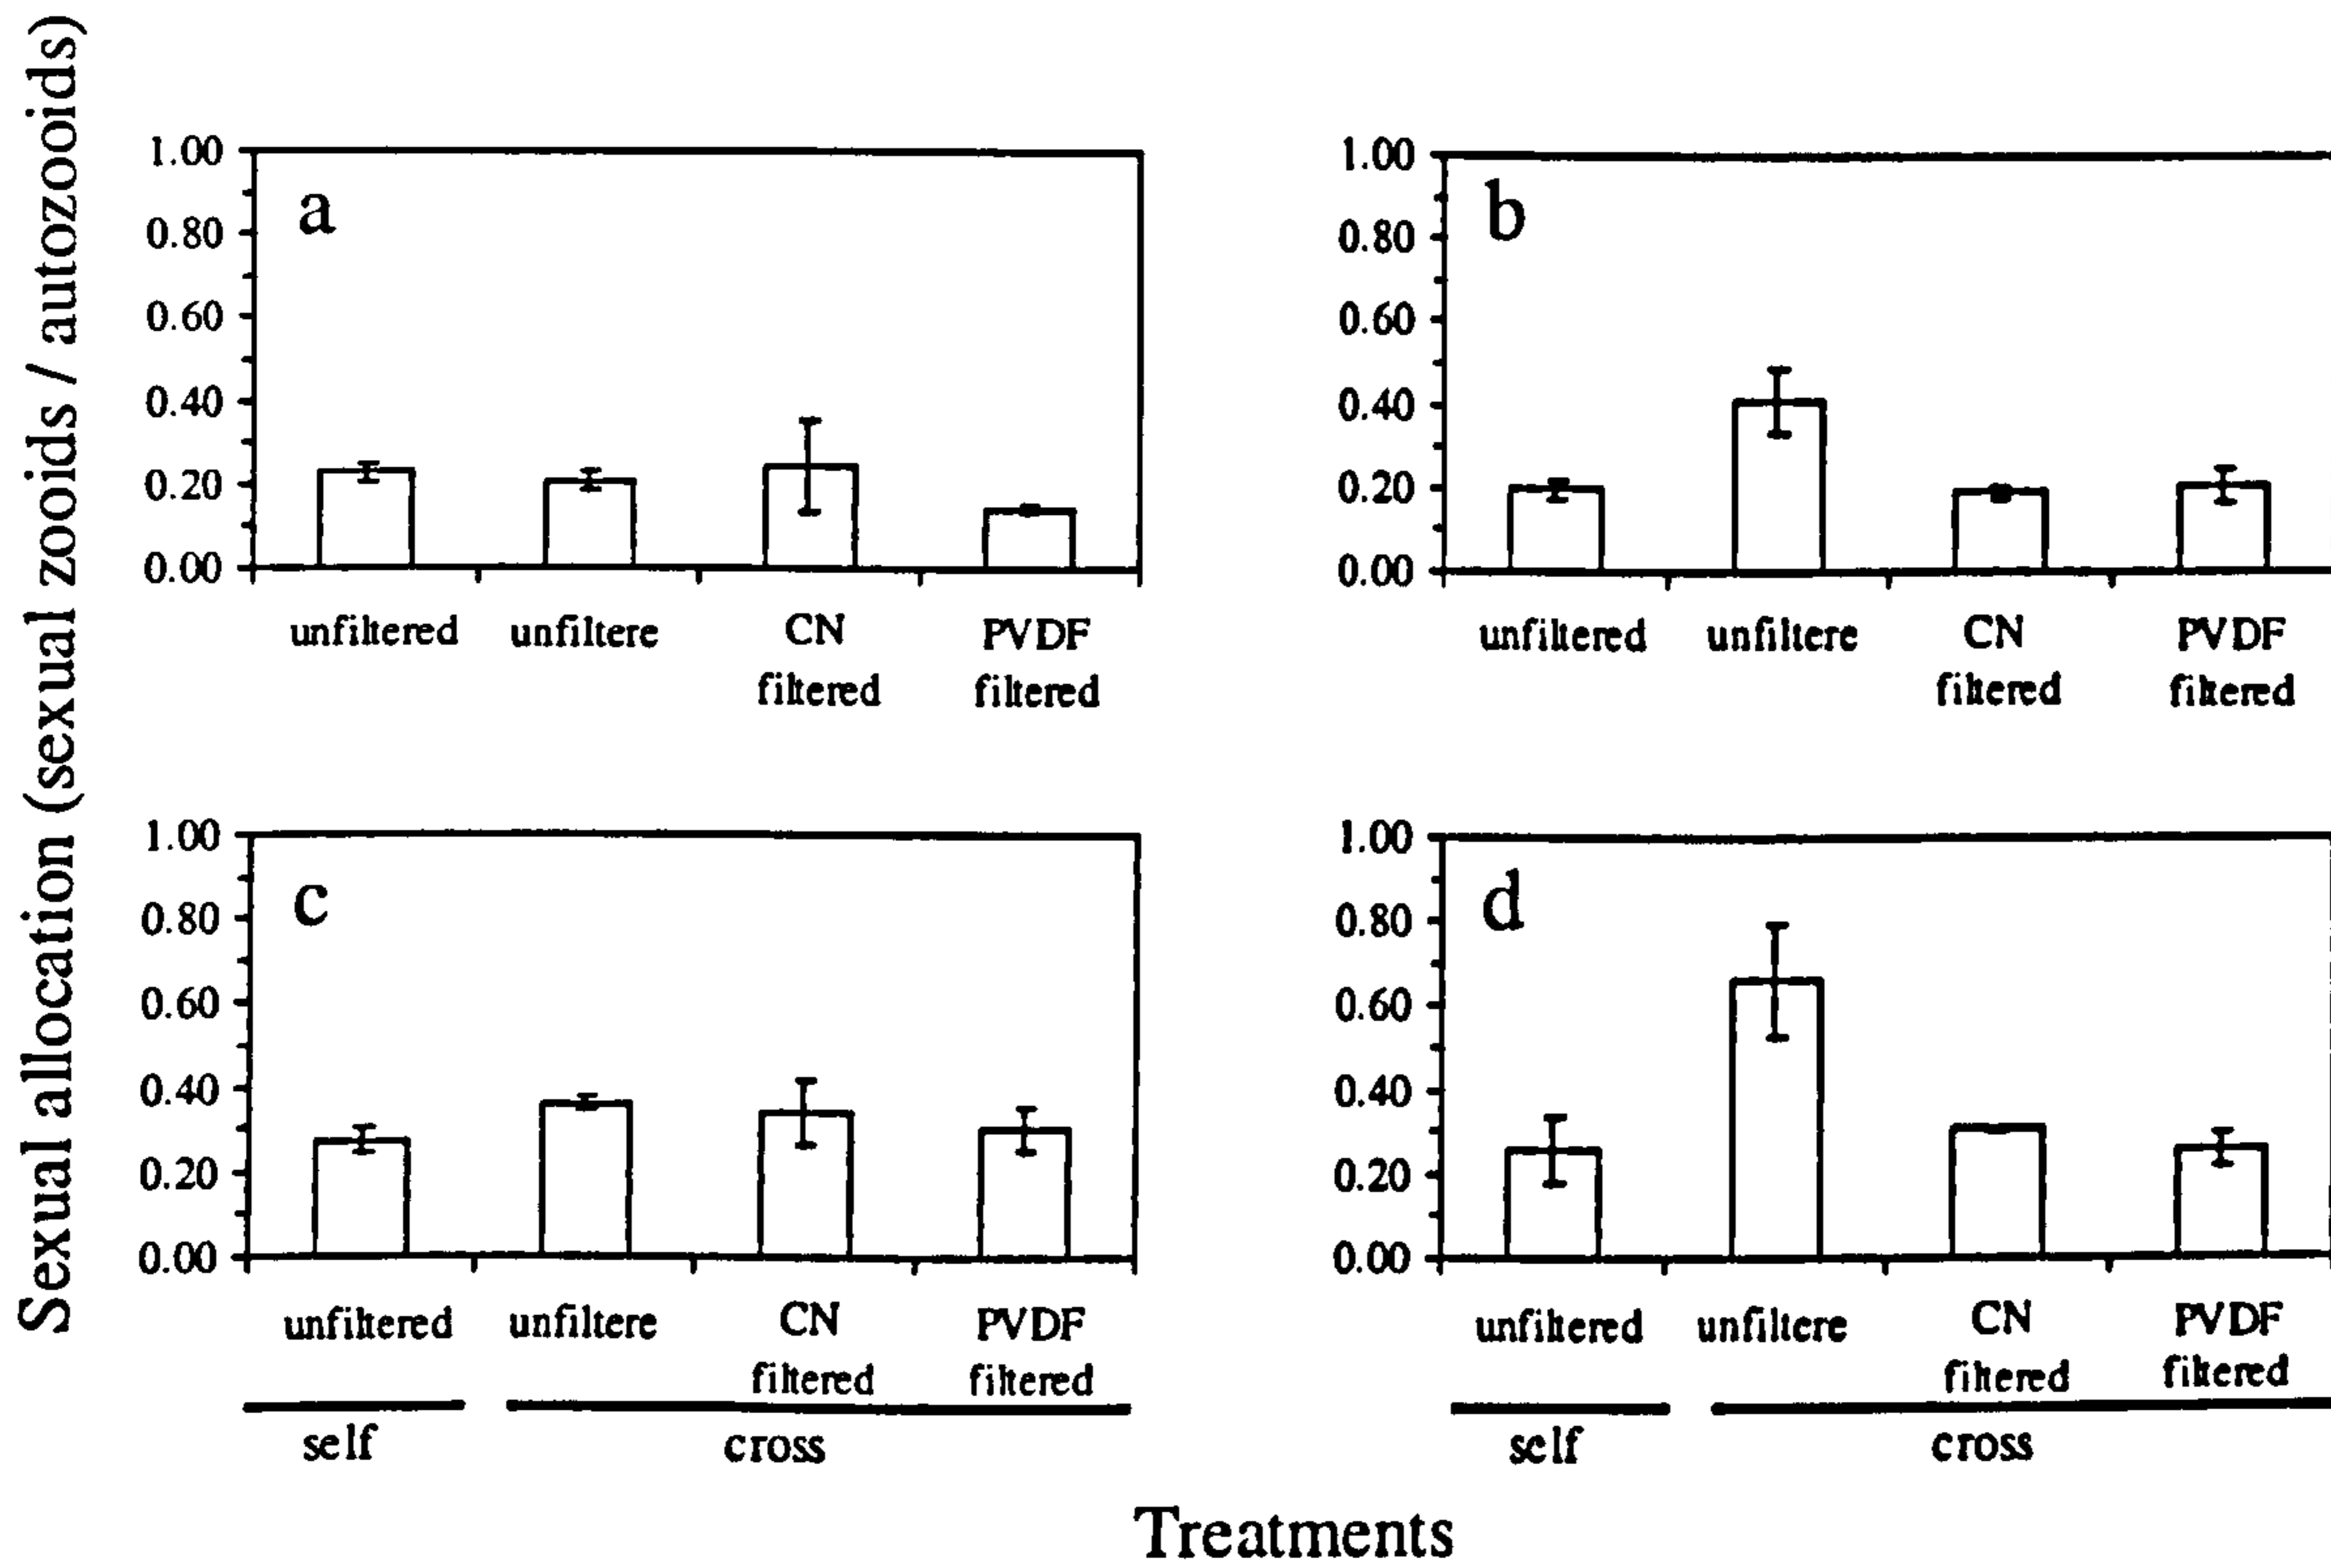 Sexual allocation (sexual zooids / autozooids)
a
1.00
0.80
0.60
0.40
0.20
0.00
unfiltered unfiltere CN PVDF
filtered filtered
b
1.00
0.80
0.60
0.40
0.20
0.00
unfiltered unfiltere CN PVDF
filtered filtered
c
1.00
0.80
0.60
0.40
0.20
0.00
unfiltered unfiltere CN PVDF
filtered filtered
self cross
d
1.00
0.80
0.60
0.40
0.20
0.00
unfiltered unfiltere CN PVDF
filtered filtered
self cross
Treatments